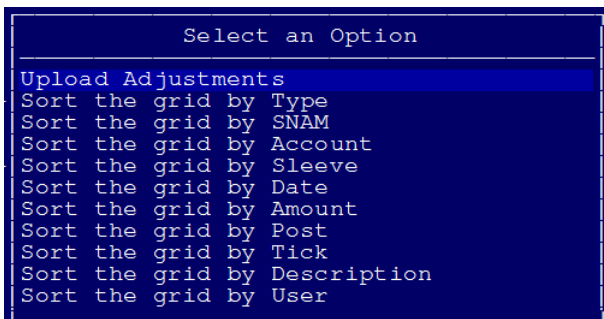 Select an Option
Upload Adjustments
Sort the grid by Type
Sort the grid by SNAM
Sort the grid by Account
Sort the grid by Sleeve
Sort the grid by Date
Sort the grid by Amount
Sort the grid by Post
Sort the grid by Tick
Sort the grid by Description
Sort the grid by User